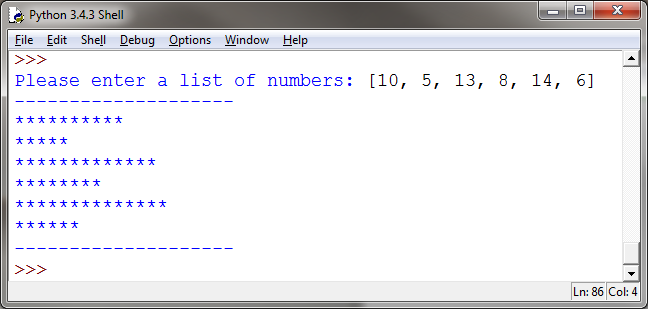 Python 3.4.3 Shell
File Edit Shell Debug Options Window Help
>>>
Please enter a list of numbers: [10, 5, 13, 8, 14, 6]
--------------------
**********
*****
*************
********
**************
******
--------------------
>>>
Ln: 86 Col: 4